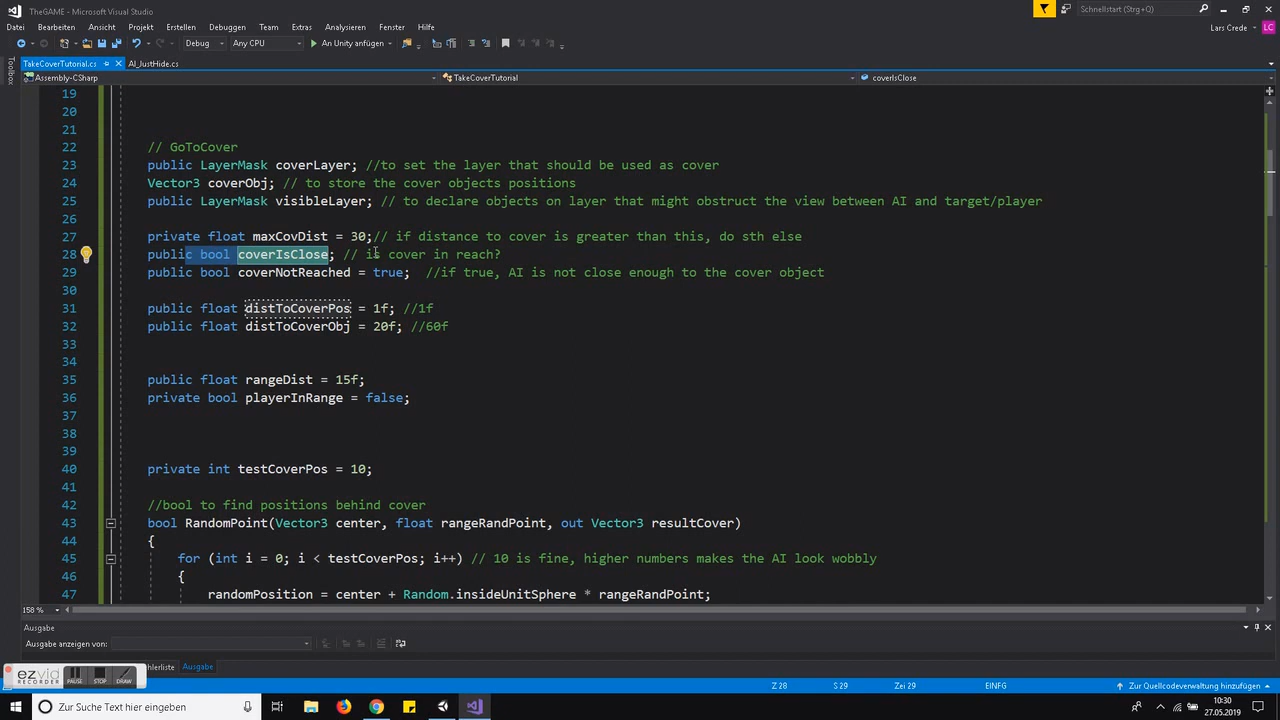 TheGAME - Microsoft Visual Studio
Schnellstart (Strg+Q)
Datei Bearbeiten Ansicht Projekt Erstellen Debuggen Team Extras Analysieren Fenster Hilfe
Lars Crede LC
Debug Any CPU An Unity anfügen
Toolbox
TakeCoverTutorial.cs AI_JustHide.cs
Assembly-CSharp TakeCoverTutorial coverIsClose
19
20
21
22 // GoToCover
23 public LayerMask coverLayer; //to set the layer that should be used as cover
24 Vector3 coverObj; // to store the cover objects positions
25 public LayerMask visibleLayer; // to declare objects on layer that might obstruct the view between AI and target/player
26
27 private float maxCovDist = 30;// if distance to cover is greater than this, do sth else
28 public bool coverIsClose; // is cover in reach?
29 public bool coverNotReached = true; //if true, AI is not close enough to the cover object
30
31 public float distToCoverPos = 1f; //1f
32 public float distToCoverObj = 20f; //60f
33
34
35 public float rangeDist = 15f;
36 private bool playerInRange = false;
37
38
39
40 private int testCoverPos = 10;
41
42 //bool to find positions behind cover
43 bool RandomPoint(Vector3 center, float rangeRandPoint, out Vector3 resultCover)
44 {
45 for (int i = 0; i < testCoverPos; i++) // 10 is fine, higher numbers makes the AI look wobbly
46 {
47 randomPosition = center + Random.insideUnitSphere * rangeRandPoint;
158 %
Ausgabe
Ausgabe anzeigen von:
ezvid RECORDER PAUSE STOP DRAW
hlerliste Ausgabe
Z 28 S 29 Zei 29 EINFG Zur Quellcodeverwaltung hinzufügen
Zur Suche Text hier eingeben
10:30
27.05.2019